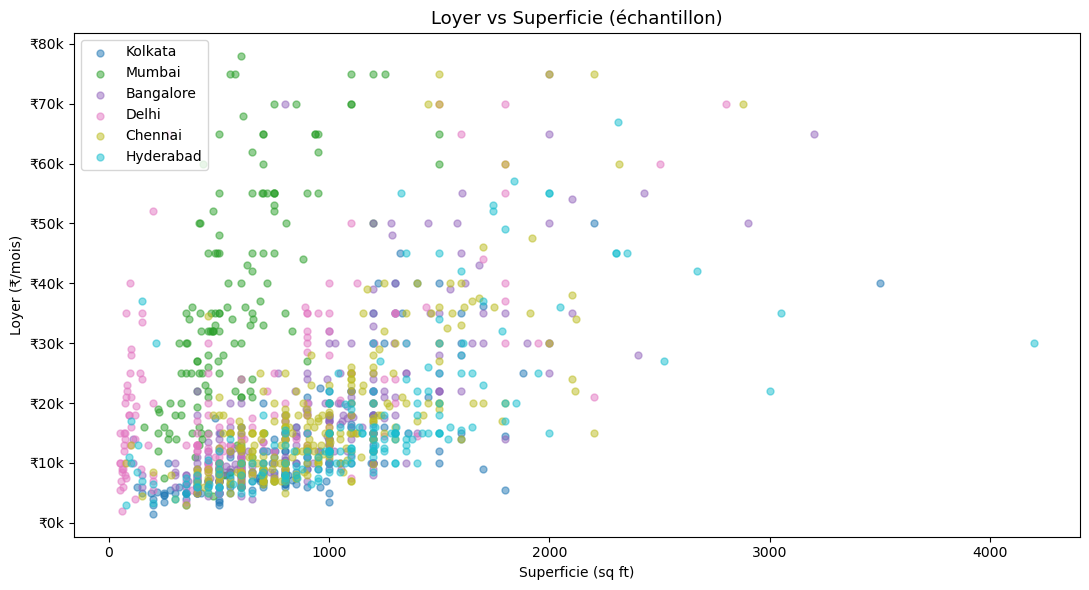 Loyer vs Superficie (échantillon)
Kolkata
Mumbai
Bangalore
Delhi
Chennai
Hyderabad
₹80k
₹70k
₹60k
₹50k
₹40k
₹30k
₹20k
₹10k
₹0k
Loyer (₹/mois)
0 1000 2000 3000 4000
Superficie (sq ft)